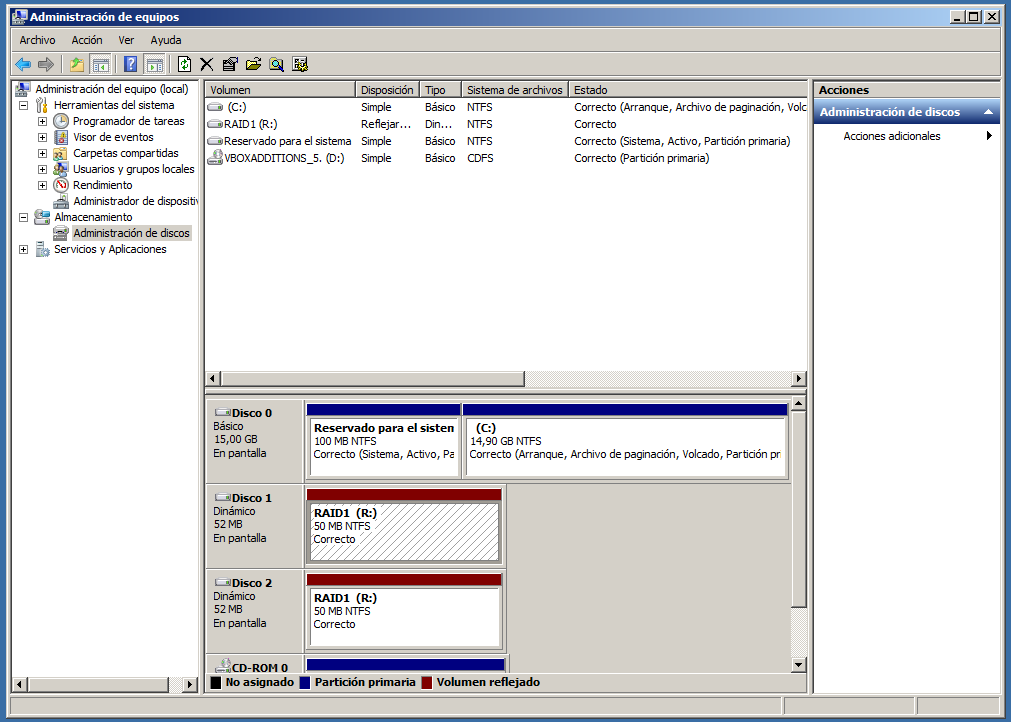 Administración de equipos
Archivo Acción Ver Ayuda
Administración del equipo (local)
Herramientas del sistema
Programador de tareas
Visor de eventos
Carpetas compartidas
Usuarios y grupos locales
Rendimiento
Administrador de dispositiv
Almacenamiento
Administración de discos
Servicios y Aplicaciones
Volumen Disposición Tipo Sistema de archivos Estado
(C:) Simple Básico NTFS Correcto (Arranque, Archivo de paginación, Volc
RAID1 (R:) Reflejar... Din... NTFS Correcto
Reservado para el sistema Simple Básico NTFS Correcto (Sistema, Activo, Partición primaria)
VBOXADDITIONS_5. (D:) Simple Básico CDFS Correcto (Partición primaria)
Disco 0
Básico
15,00 GB
En pantalla
Reservado para el sisten
100 MB NTFS
Correcto (Sistema, Activo, Pa
(C:)
14,90 GB NTFS
Correcto (Arranque, Archivo de paginación, Volcado, Partición pri
Disco 1
Dinámico
52 MB
En pantalla
RAID1 (R:)
50 MB NTFS
Correcto
Disco 2
Dinámico
52 MB
En pantalla
RAID1 (R:)
50 MB NTFS
Correcto
CD-ROM 0
No asignado Partición primaria Volumen reflejado
Acciones
Administración de discos
Acciones adicionales